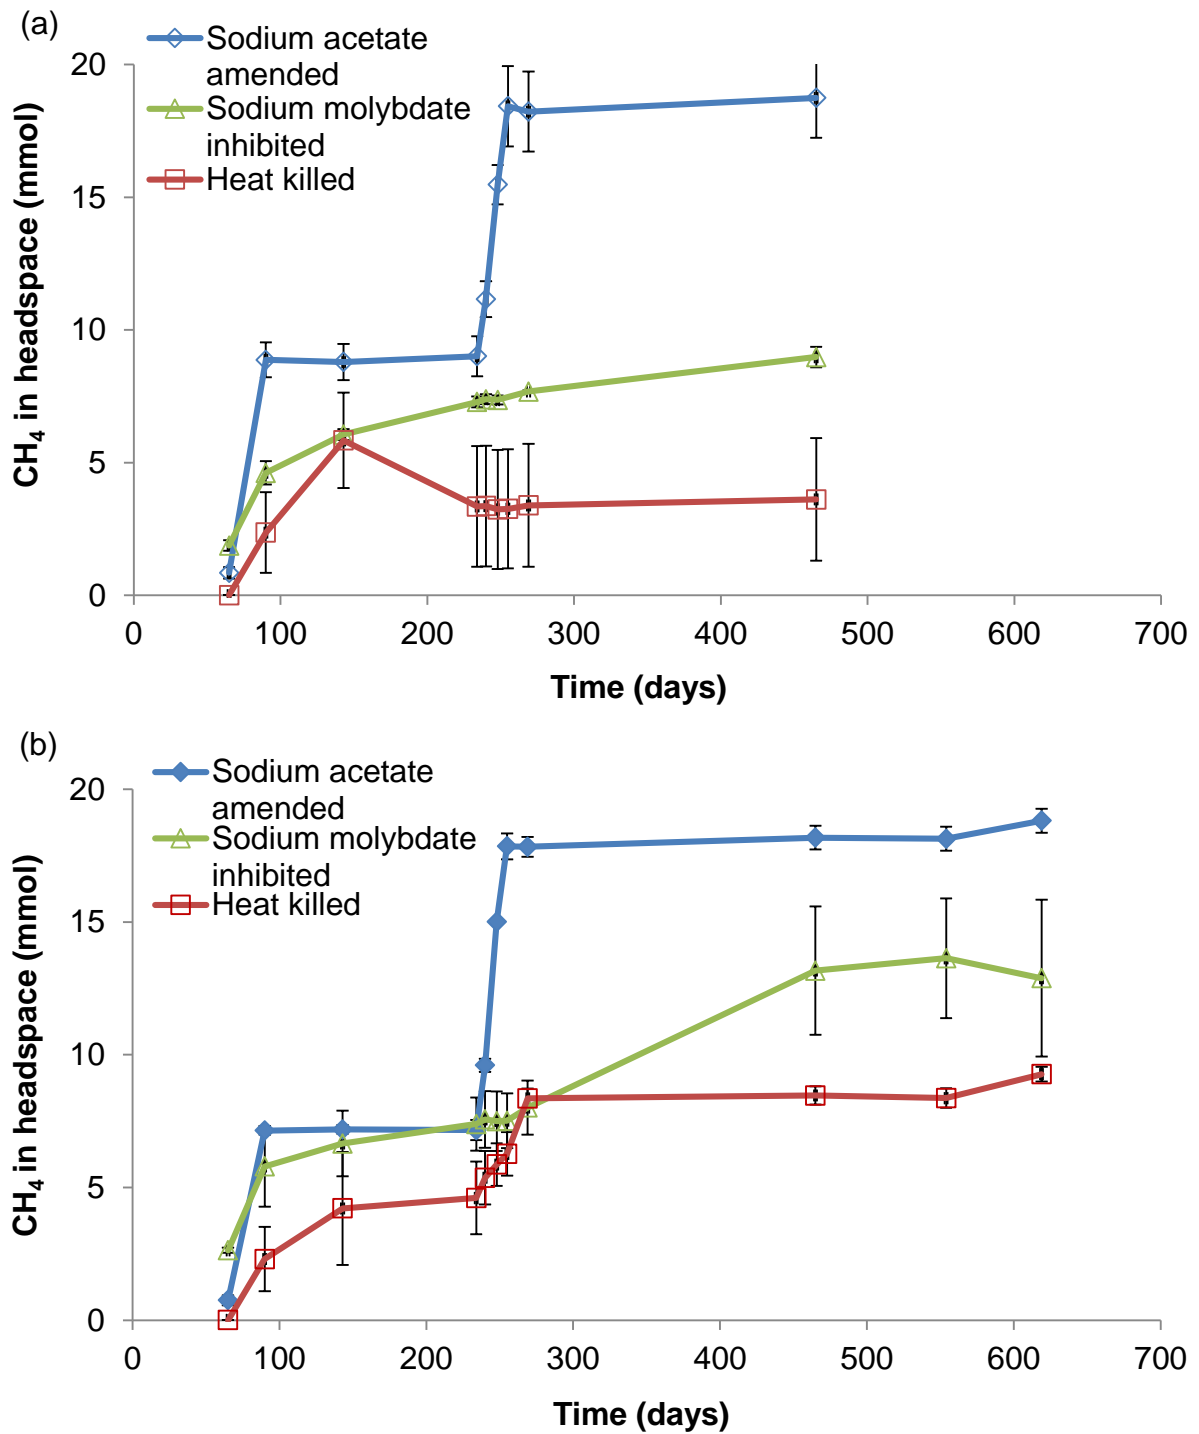 (a)
Sodium acetate
amended
Sodium molybdate
inhibited
Heat killed
CH₄ in headspace (mmol)
20
15
10
5
0
0 100 200 300 400 500 600 700
Time (days)
(b)
Sodium acetate
amended
Sodium molybdate
inhibited
Heat killed
CH₄ in headspace (mmol)
20
15
10
5
0
0 100 200 300 400 500 600 700
Time (days)